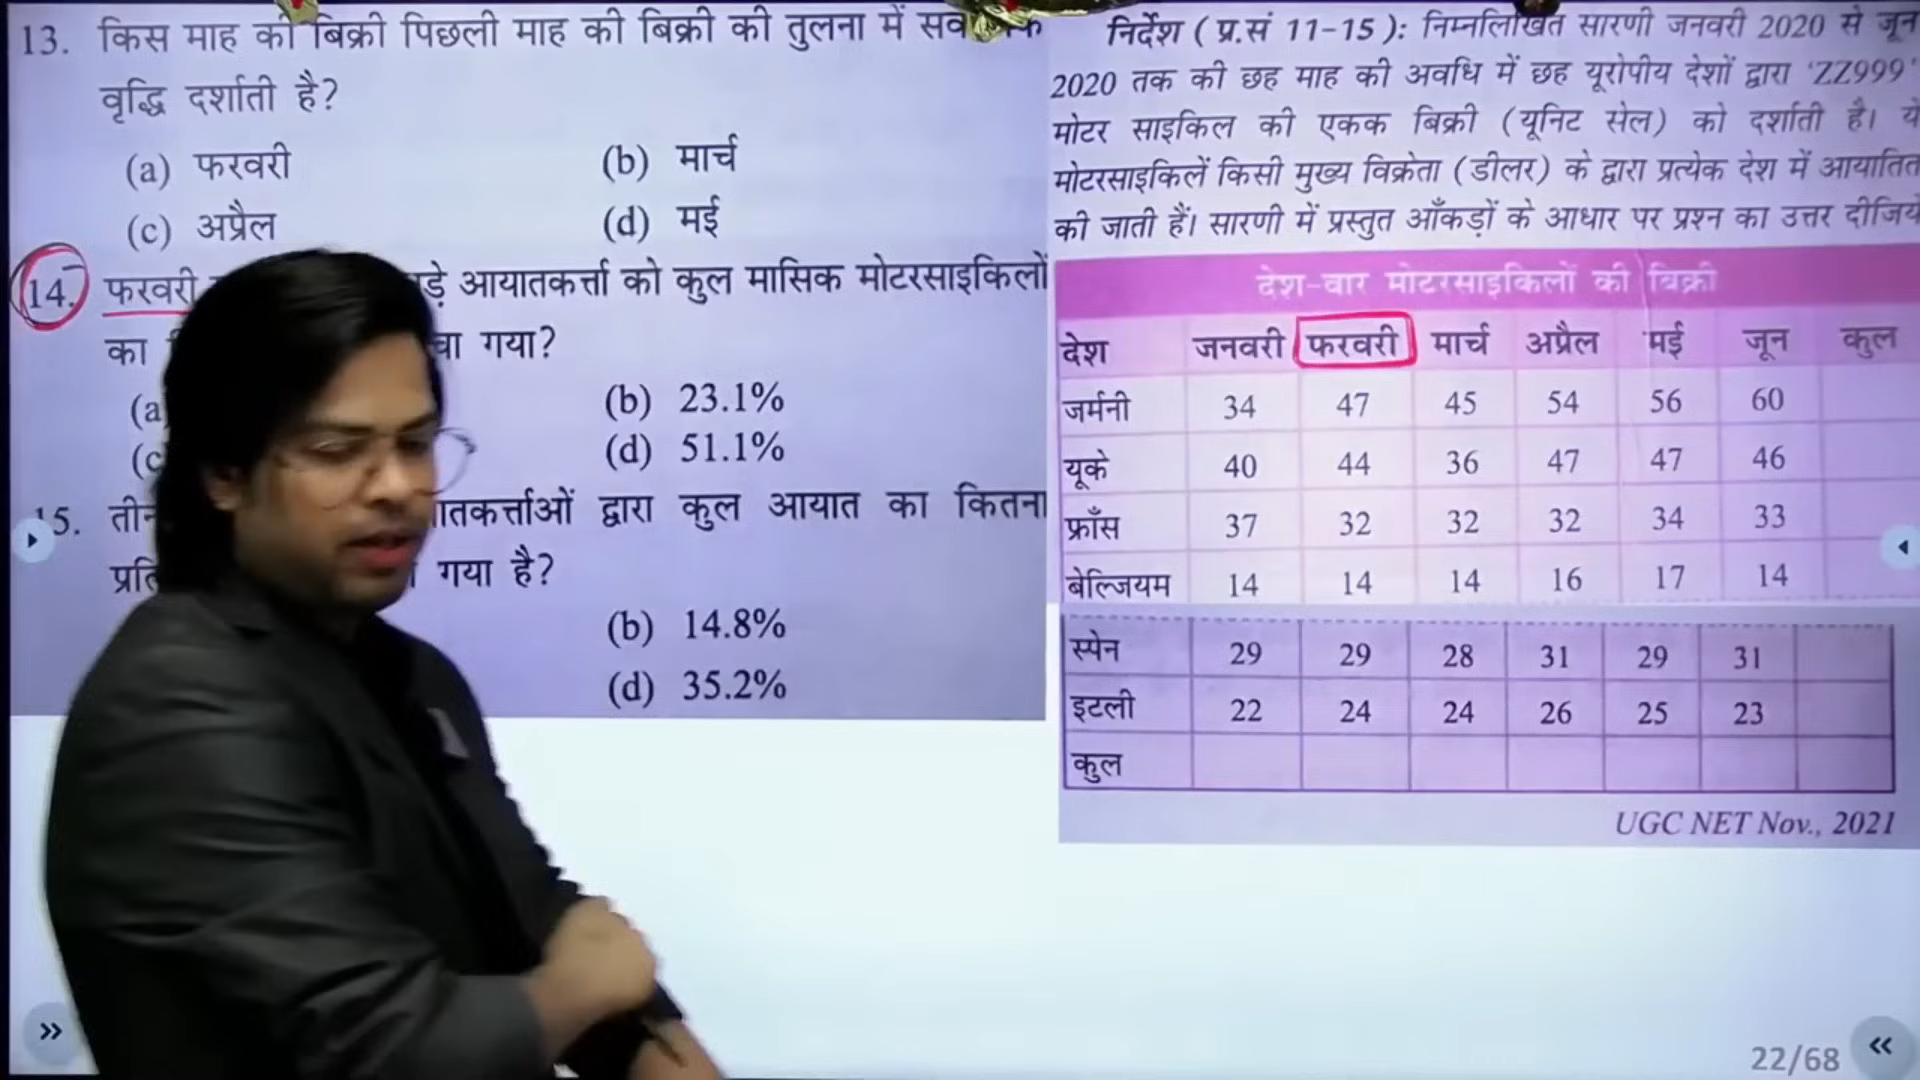 13. किस माह की बिक्री पिछली माह की बिक्री की तुलना में
वृद्धि दर्शाती है?
(a) फरवरी (b) मार्च
(c) अप्रैल (d) मई
14. फरवरी आयातकर्त्ता को कुल मासिक मोटरसाइकिलों
का गया?
(b) 23.1%
(d) 51.1%
15. द्वारा कुल आयात का कितना
गया है?
(b) 14.8%
(d) 35.2%
निर्देश ( प्र.सं 11-15 ): निम्नलिखित सारणी जनवरी 2020 से जून
2020 तक की छह माह की अवधि में छह यूरोपीय देशों द्वारा 'ZZ999'
मोटर साइकिल की एकक बिक्री (यूनिट सेल) को दर्शाती है। ये
मोटरसाइकिलें किसी मुख्य विक्रेता (डीलर) के द्वारा प्रत्येक देश में आयातित
की जाती हैं। सारणी में प्रस्तुत आँकड़ों के आधार पर प्रश्न का उत्तर दीजिये
देश-वार मोटरसाइकिलों की बिक्री
देश जनवरी फरवरी मार्च अप्रैल मई जून कुल
जर्मनी 34 47 45 54 56 60
यूके 40 44 36 47 47 46
फ्राँस 37 32 32 32 34 33
बेल्जियम 14 14 14 16 17 14
स्पेन 29 29 28 31 29 31
इटली 22 24 24 26 25 23
कुल
UGC NET Nov., 2021
22/68